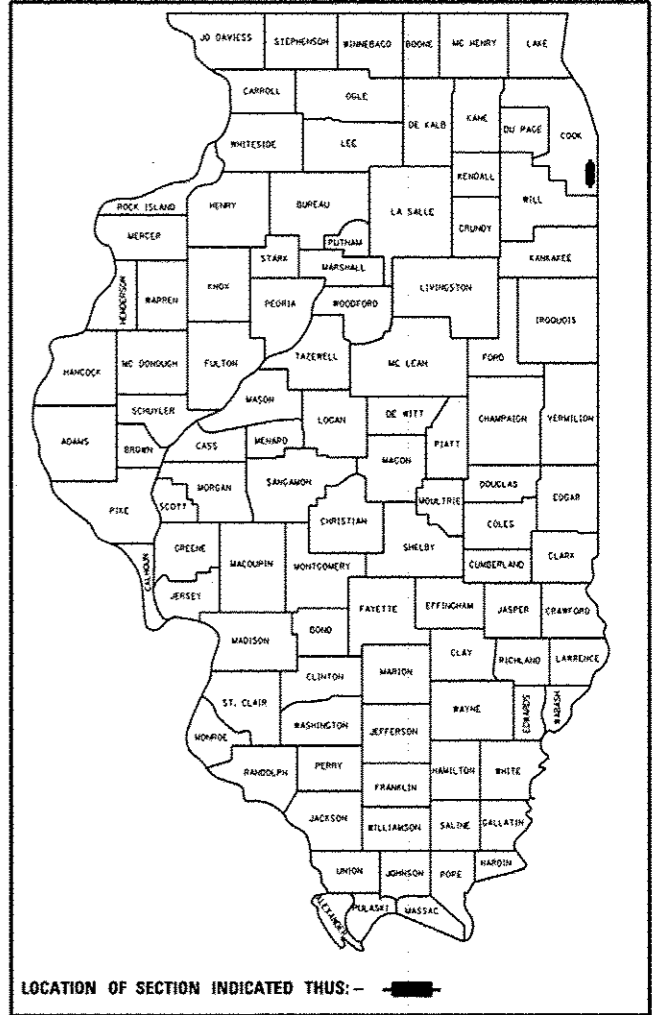 JO DAVIESS STEPHENSON WINNEBAGO BOONE MC HENRY LAKE
CARROLL OGLE DE KALB KANE DU PAGE COOK
WHITESIDE LEE KENDALL WILL
ROCK ISLAND HENRY BUREAU LA SALLE GRUNDY
MERCER PUTNAM KANKAKEE
HENDERSON WARREN KNOX STARK MARSHALL LIVINGSTON
PEORIA WOODFORD IROQUOIS
HANCOCK MC DONOUGH FULTON TAZEWELL MC LEAN FORD
SCHUYLER MASON LOGAN DE WITT CHAMPAIGN VERMILION
ADAMS BROWN CASS MENARD PIATT
MACON
MORGAN SANGAMON DOUGLAS EDGAR
PIKE SCOTT CHRISTIAN MOULTRIE COLES
GREENE MACOUPIN MONTGOMERY SHELBY CLARK
CALHOUN CUMBERLAND
JERSEY FAYETTE EFFINGHAM JASPER CRAWFORD
MADISON BOND CLAY RICHLAND LAWRENCE
CLINTON MARION
ST. CLAIR WAYNE EDWARDS WABASH
WASHINGTON JEFFERSON
MONROE
RANDOLPH PERRY HAMILTON WHITE
FRANKLIN
JACKSON WILLIAMSON SALINE GALLATIN
UNION JOHNSON POPE HARDIN
ALEXANDER PULASKI MASSAC
LOCATION OF SECTION INDICATED THUS: –